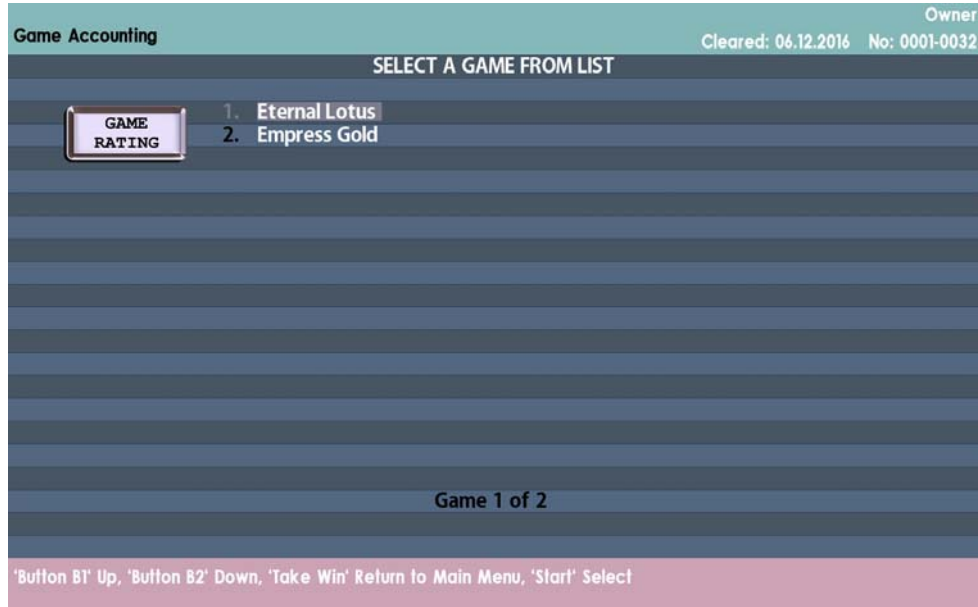 Owner
Game Accounting
Cleared: 06.12.2016 No: 0001-0032
SELECT A GAME FROM LIST
GAME
RATING
1. Eternal Lotus
2. Empress Gold
Game 1 of 2
'Button B1' Up, 'Button B2' Down, 'Take Win' Return to Main Menu, 'Start' Select